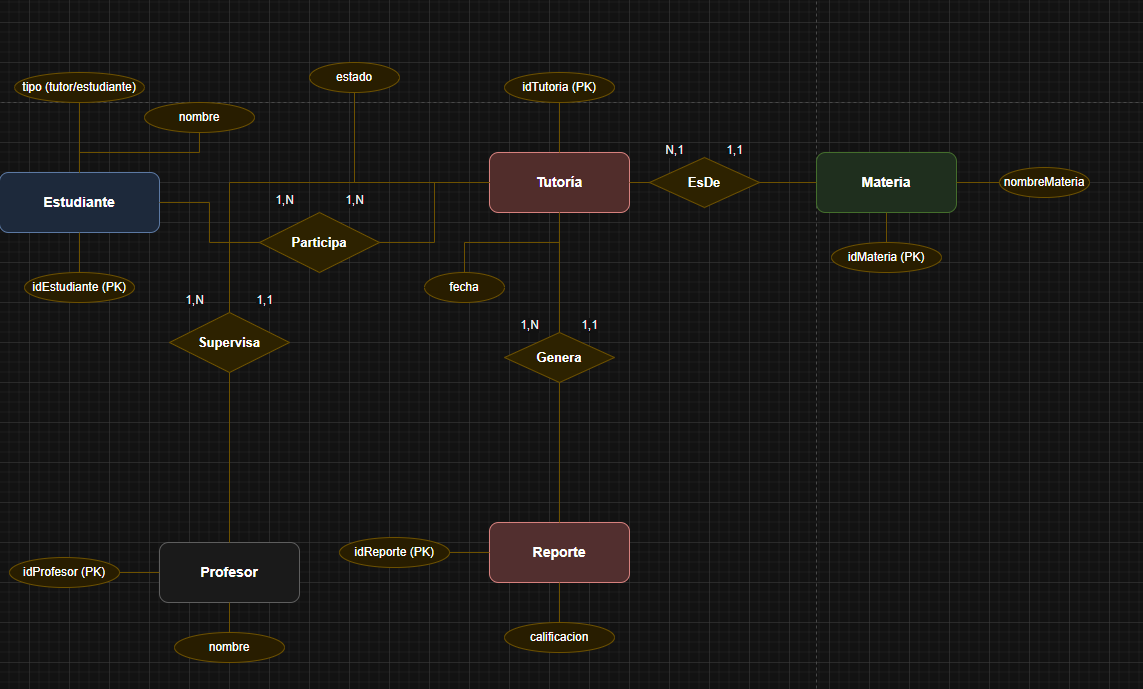 estado
tipo (tutor/estudiante)
idTutoria (PK)
nombre
N,1
1,1
Tutoría
EsDe
Materia
nombreMateria
Estudiante
1,N
1,N
Participa
idMateria (PK)
idEstudiante (PK)
fecha
1,N
1,1
Supervisa
1,N
1,1
Genera
idReporte (PK)
Reporte
idProfesor (PK)
Profesor
calificacion
nombre